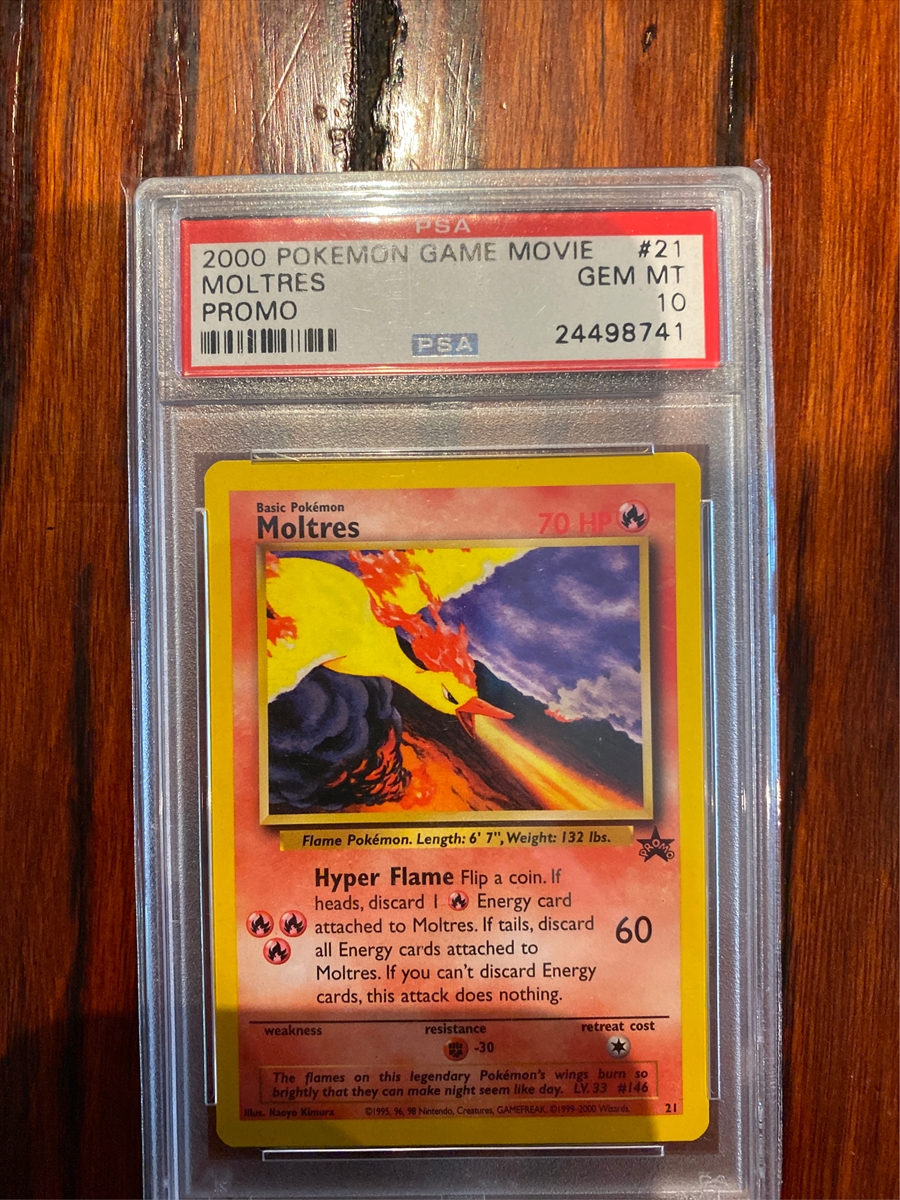 PSA
2000 POKEMON GAME MOVIE #21
MOLTRES GEM MT
PROMO 10
PSA 24498741
Basic Pokémon
Moltres 70 HP
Flame Pokémon. Length: 6' 7", Weight: 132 lbs.
PROMO
Hyper Flame Flip a coin. If
heads, discard 1 Energy card
attached to Moltres. If tails, discard
all Energy cards attached to
Moltres. If you can't discard Energy
cards, this attack does nothing.
60
weakness resistance retreat cost
-30
The flames on this legendary Pokémon's wings burn so
brightly that they can make night seem like day. LV. 33 #146
Illus. Naoyo Kimura ©1995, 96, 98 Nintendo, Creatures, GAMEFREAK. ©1999-2000 Wizards. 21